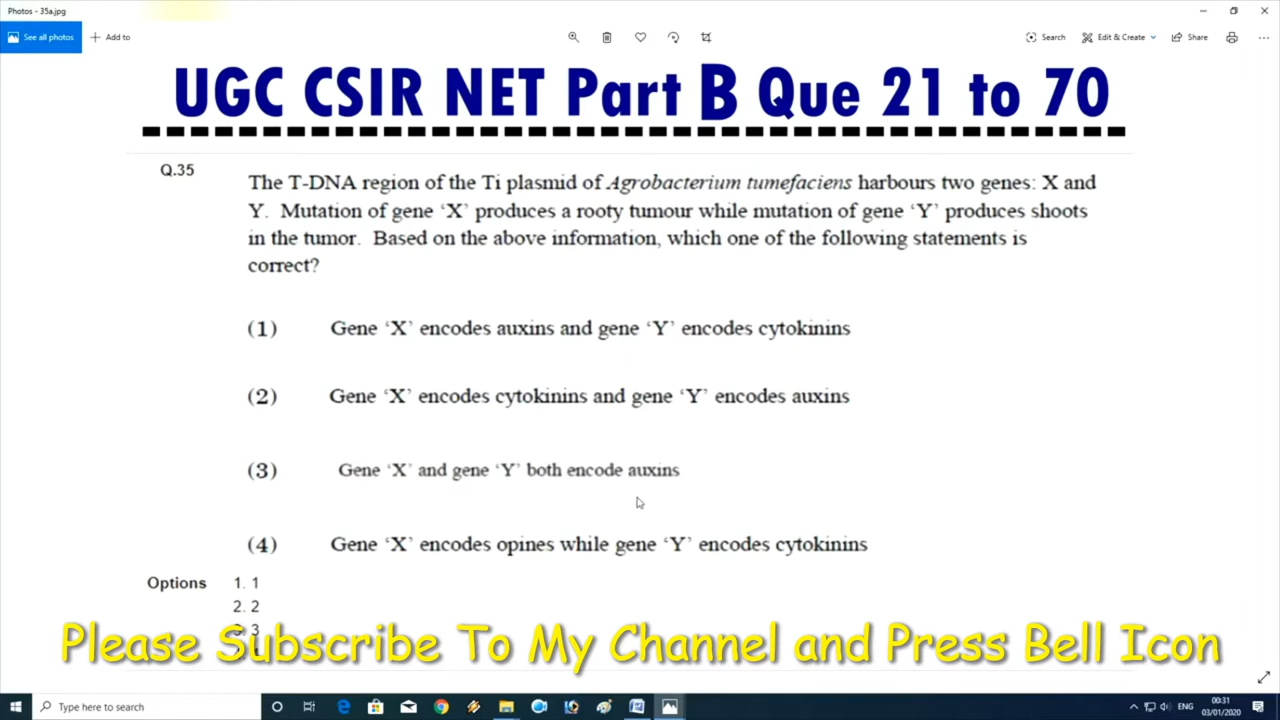 Photos - 35a.jpg
See all photos
Add to
Search
Edit & Create
Share
UGC CSIR NET Part B Que 21 to 70
Q.35
The T-DNA region of the Ti plasmid of Agrobacterium tumefaciens harbours two genes: X and
Y. Mutation of gene ‘X’ produces a rooty tumour while mutation of gene ‘Y’ produces shoots
in the tumor. Based on the above information, which one of the following statements is
correct?
(1) Gene ‘X’ encodes auxins and gene ‘Y’ encodes cytokinins
(2) Gene ‘X’ encodes cytokinins and gene ‘Y’ encodes auxins
(3) Gene ‘X’ and gene ‘Y’ both encode auxins
(4) Gene ‘X’ encodes opines while gene ‘Y’ encodes cytokinins
Options 1. 1
2. 2
3
Please Subscribe To My Channel and Press Bell Icon
Type here to search
ENG
00:31
03/01/2020